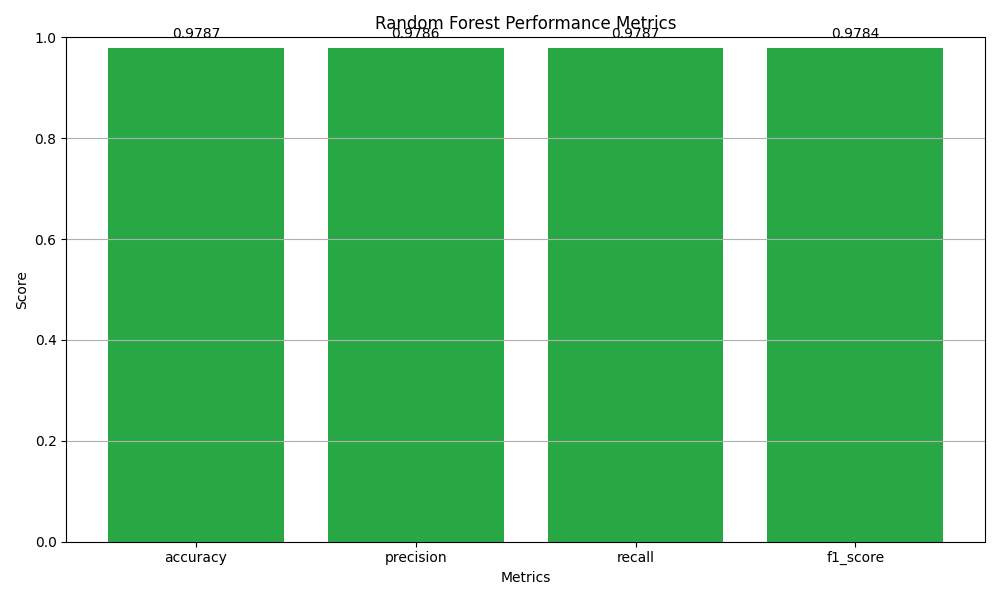 Random Forest Performance Metrics
0.9787 0.9786 0.9787 0.9784
1.0
0.8
0.6
0.4
0.2
0.0
Score
accuracy precision recall f1_score
Metrics